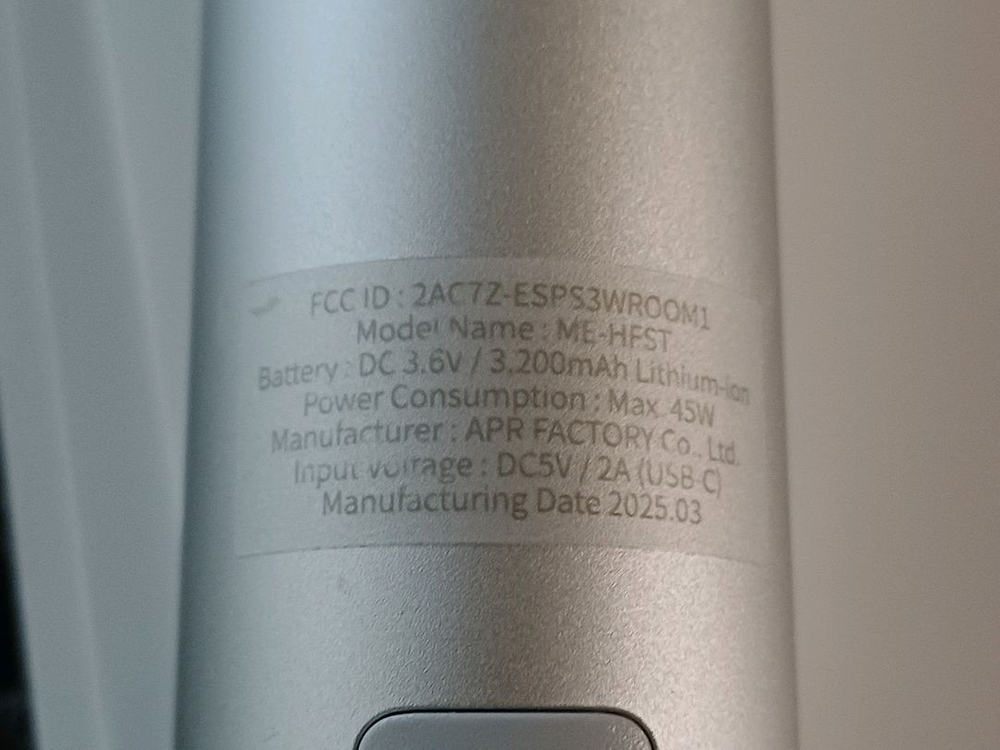 FCC ID : 2AC7Z-ESPS3WROOM1
Model Name : ME-HFST
Battery : DC 3.6V / 3,200mAh Lithium-ion
Power Consumption : Max. 45W
Manufacturer : APR FACTORY Co., Ltd.
Input Voltage : DC5V / 2A (USB-C)
Manufacturing Date 2025.03